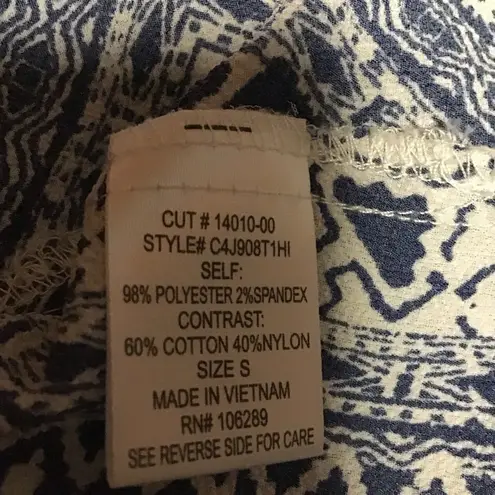 CUT # 14010-00
STYLE# C4J908T1HI
SELF:
98% POLYESTER 2%SPANDEX
CONTRAST:
60% COTTON 40%NYLON
SIZE S
MADE IN VIETNAM
RN# 106289
SEE REVERSE SIDE FOR CARE